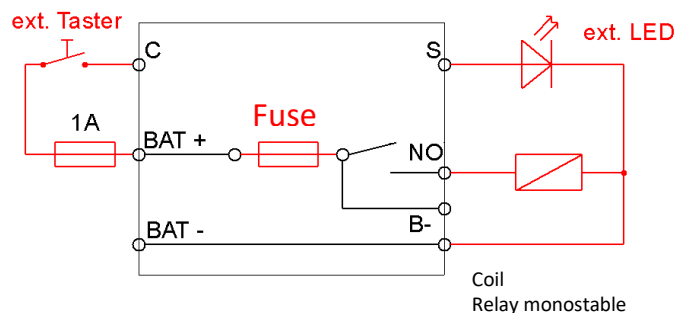 ext. Taster
C
S
ext. LED
1A
BAT +
Fuse
NO
B-
BAT -
Coil
Relay monostable